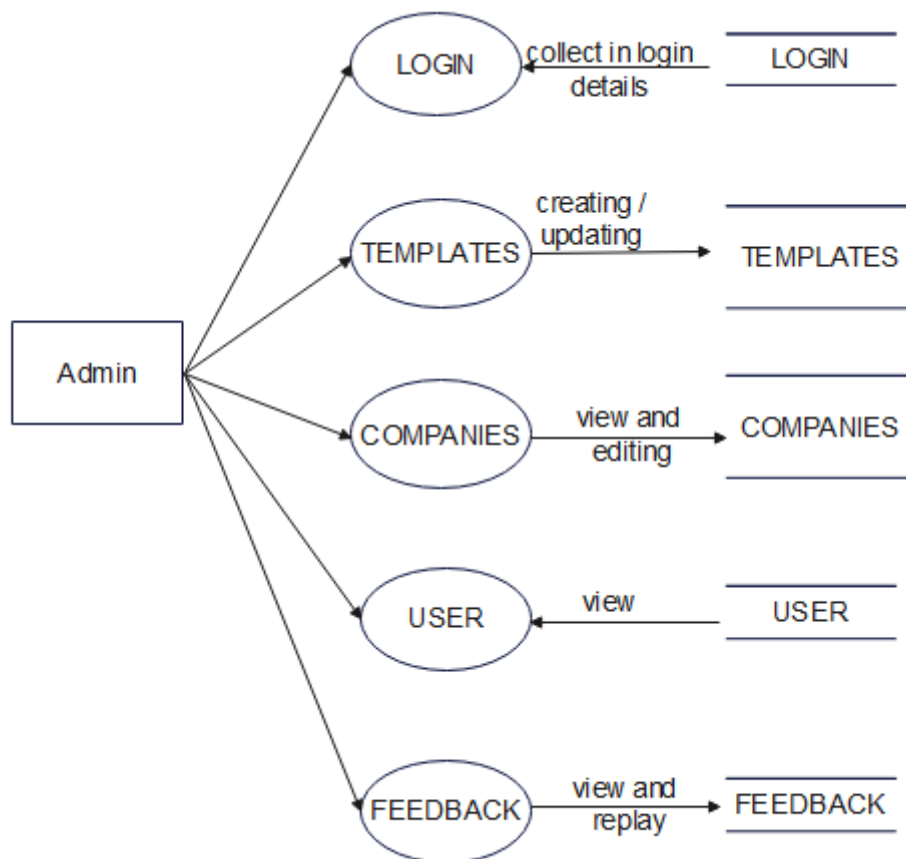 LOGIN
collect in login
details
LOGIN
TEMPLATES
creating /
updating
TEMPLATES
Admin
COMPANIES
view and
editing
COMPANIES
USER
view
USER
FEEDBACK
view and
replay
FEEDBACK